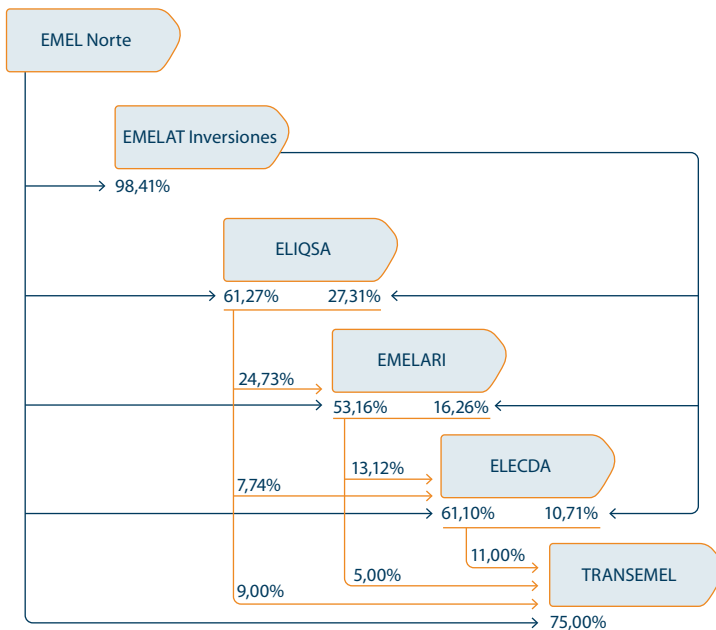 EMEL Norte
EMELAT Inversiones
98,41%
ELIQSA
61,27% 27,31%
EMELARI
24,73%
53,16% 16,26%
ELECDA
13,12%
7,74%
61,10% 10,71%
11,00%
TRANSEMEL
5,00%
9,00%
75,00%